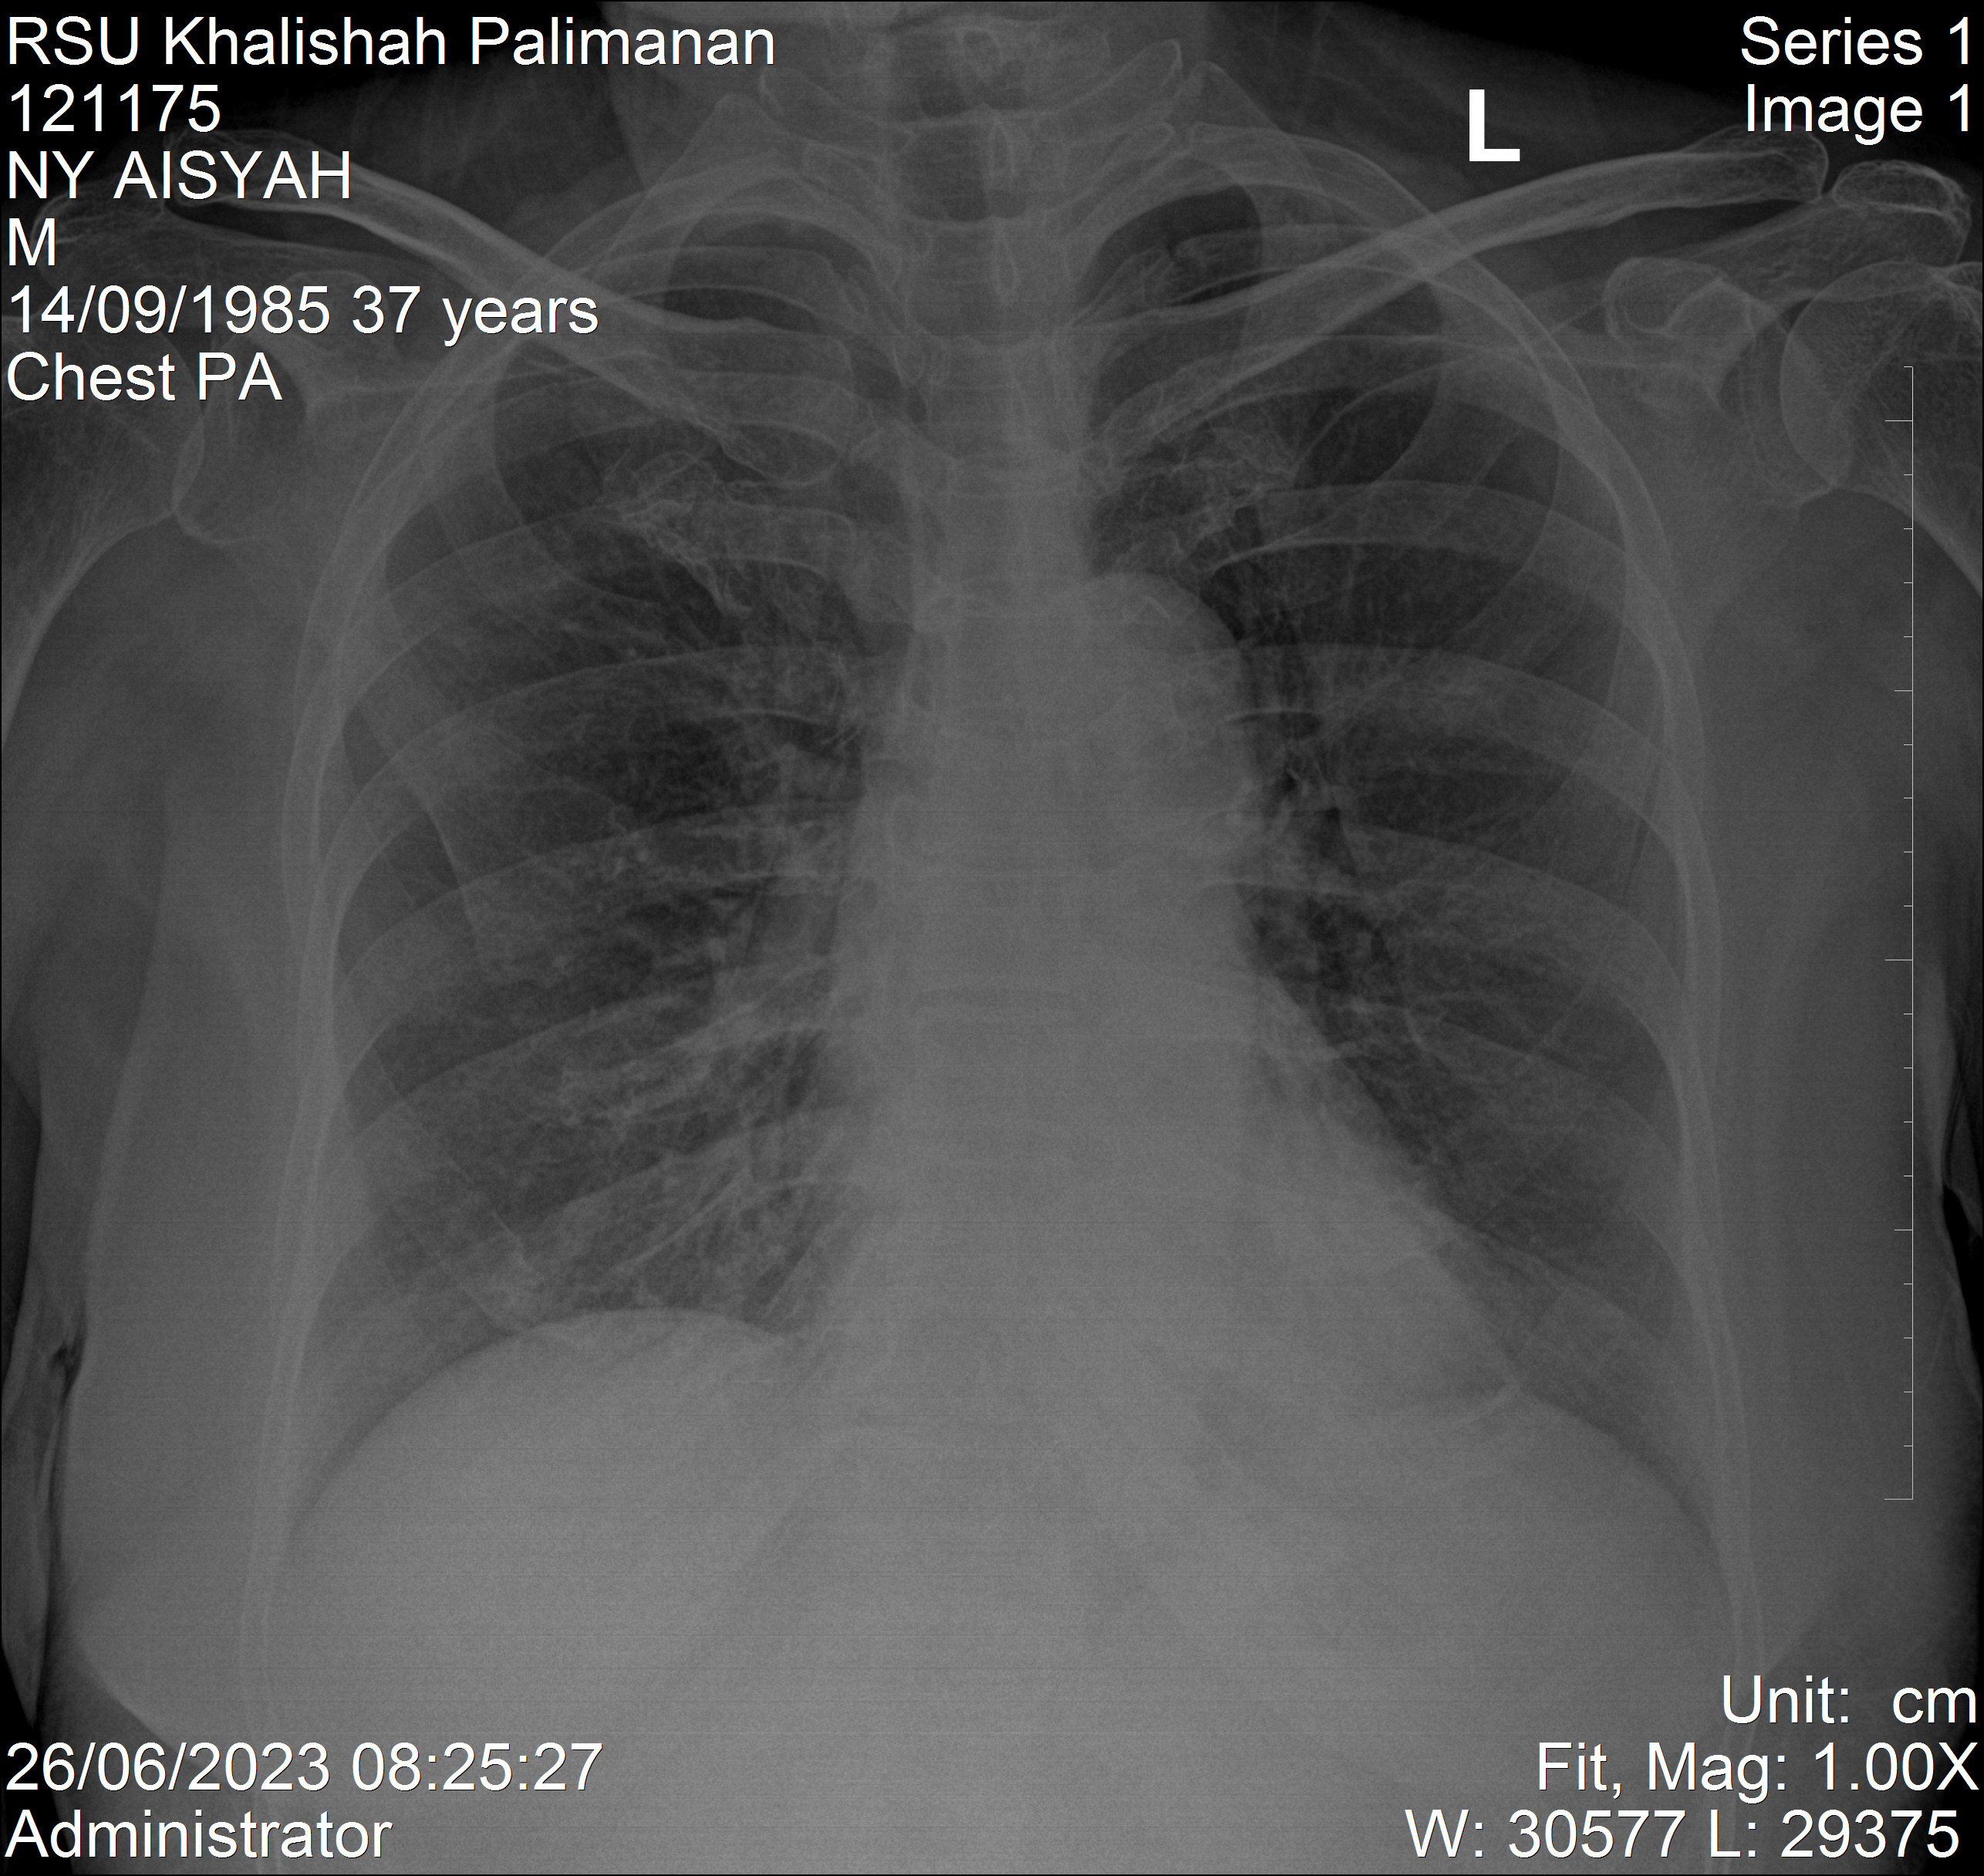 RSU Khalishah Palimanan
121175
NY AISYAH
M
14/09/1985 37 years
Chest PA
Series 1
Image 1
L
26/06/2023 08:25:27
Administrator
Unit: cm
Fit, Mag: 1.00X
W: 30577 L: 29375